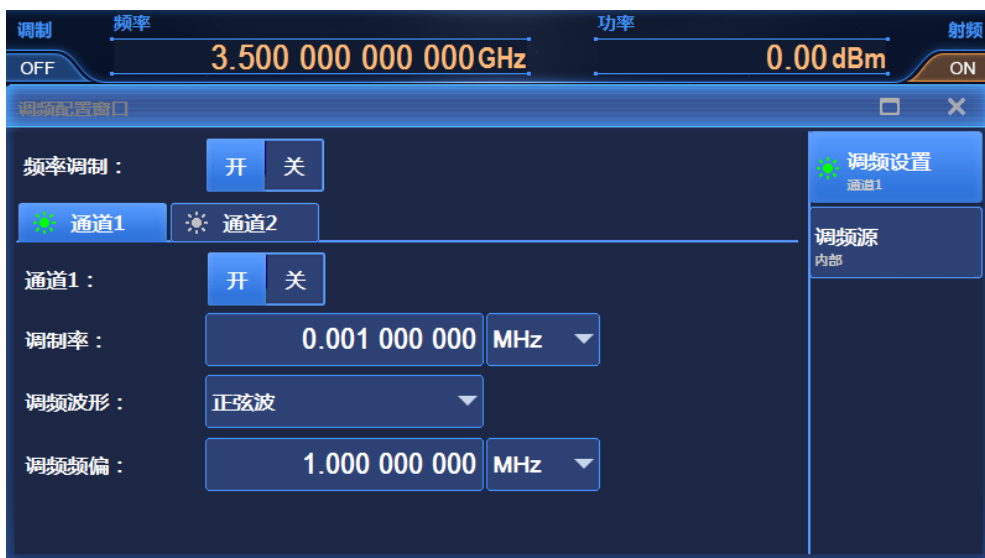 调制 频率 功率 射频
OFF 3.500 000 000 000 GHz 0.00 dBm ON
调频配置窗口
频率调制： 开 关
调频设置
通道1
通道1 通道2
调频源
内部
通道1： 开 关
调制率： 0.001 000 000 MHz
调频波形： 正弦波
调频频偏： 1.000 000 000 MHz